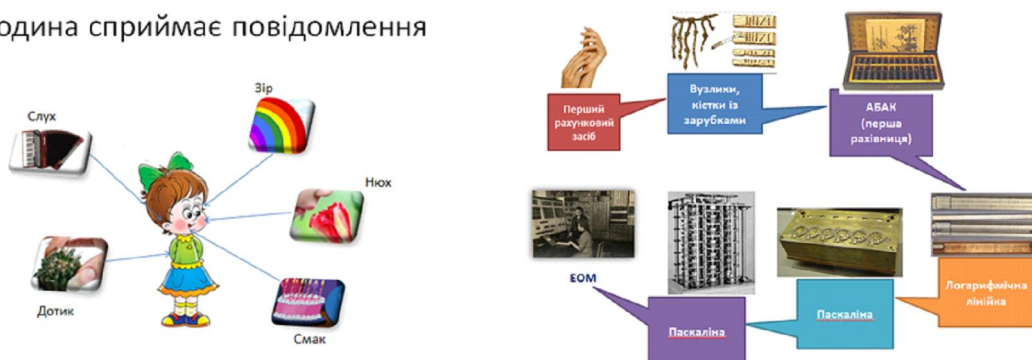 одина сприймає повідомлення
Слух
Зір
Нюх
Дотик
Смак
Перший
рахунковий
засіб
Вузлики,
кістки із
зарубками
АБАК
(перша
рахівниця)
ЕОМ
Паскаліна
Паскаліна
Логарифмічна
лінійка